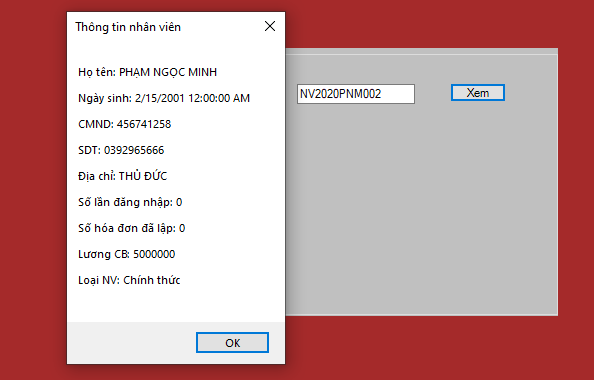 Thông tin nhân viên
Họ tên: PHẠM NGỌC MINH
Ngày sinh: 2/15/2001 12:00:00 AM
CMND: 456741258
SDT: 0392965666
Địa chỉ: THỦ ĐỨC
Số lần đăng nhập: 0
Số hóa đơn đã lập: 0
Lương CB: 5000000
Loại NV: Chính thức
OK
NV2020PNM002
Xem